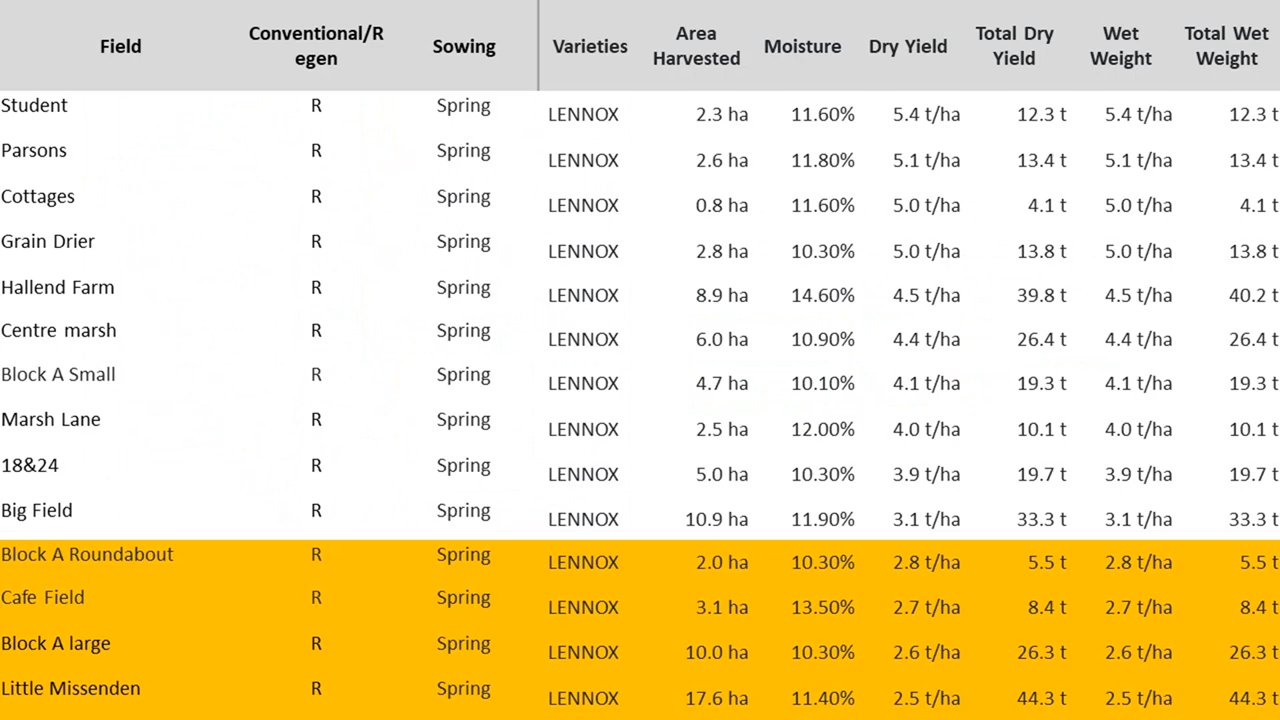 Field Conventional/R egen Sowing Varieties Area Harvested Moisture Dry Yield Total Dry Yield Wet Weight Total Wet Weight
Student R Spring LENNOX 2.3 ha 11.60% 5.4 t/ha 12.3 t 5.4 t/ha 12.3 t
Parsons R Spring LENNOX 2.6 ha 11.80% 5.1 t/ha 13.4 t 5.1 t/ha 13.4 t
Cottages R Spring LENNOX 0.8 ha 11.60% 5.0 t/ha 4.1 t 5.0 t/ha 4.1 t
Grain Drier R Spring LENNOX 2.8 ha 10.30% 5.0 t/ha 13.8 t 5.0 t/ha 13.8 t
Hallend Farm R Spring LENNOX 8.9 ha 14.60% 4.5 t/ha 39.8 t 4.5 t/ha 40.2 t
Centre marsh R Spring LENNOX 6.0 ha 10.90% 4.4 t/ha 26.4 t 4.4 t/ha 26.4 t
Block A Small R Spring LENNOX 4.7 ha 10.10% 4.1 t/ha 19.3 t 4.1 t/ha 19.3 t
Marsh Lane R Spring LENNOX 2.5 ha 12.00% 4.0 t/ha 10.1 t 4.0 t/ha 10.1 t
18&24 R Spring LENNOX 5.0 ha 10.30% 3.9 t/ha 19.7 t 3.9 t/ha 19.7 t
Big Field R Spring LENNOX 10.9 ha 11.90% 3.1 t/ha 33.3 t 3.1 t/ha 33.3 t
Block A Roundabout R Spring LENNOX 2.0 ha 10.30% 2.8 t/ha 5.5 t 2.8 t/ha 5.5 t
Cafe Field R Spring LENNOX 3.1 ha 13.50% 2.7 t/ha 8.4 t 2.7 t/ha 8.4 t
Block A large R Spring LENNOX 10.0 ha 10.30% 2.6 t/ha 26.3 t 2.6 t/ha 26.3 t
Little Missenden R Spring LENNOX 17.6 ha 11.40% 2.5 t/ha 44.3 t 2.5 t/ha 44.3 t